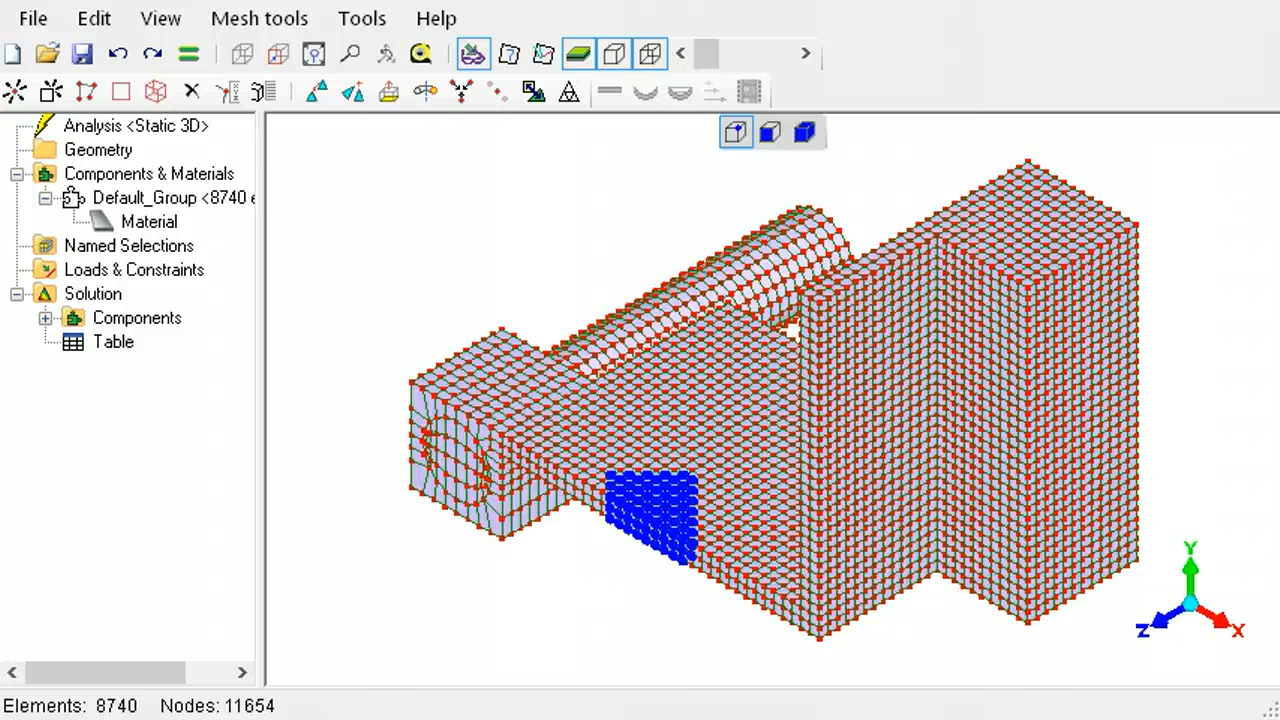 File Edit View Mesh tools Tools Help
Analysis <Static 3D>
Geometry
Components & Materials
Default_Group <8740 e
Material
Named Selections
Loads & Constraints
Solution
Components
Table
Y
Z
X
Elements: 8740 Nodes: 11654